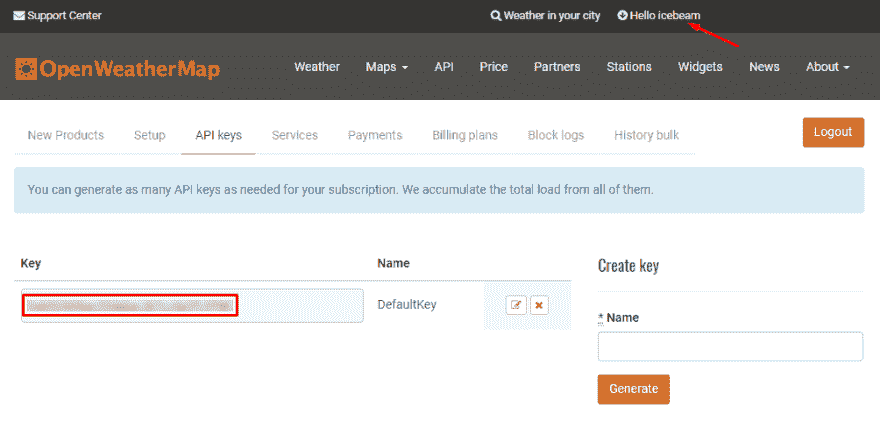 Support Center Weather in your city Hello icebeam
OpenWeatherMap Weather Maps API Price Partners Stations Widgets News About
New Products Setup API keys Services Payments Billing plans Block logs History bulk Logout
You can generate as many API keys as needed for your subscription. We accumulate the total load from all of them.
Key Name Create key
DefaultKey
* Name
Generate